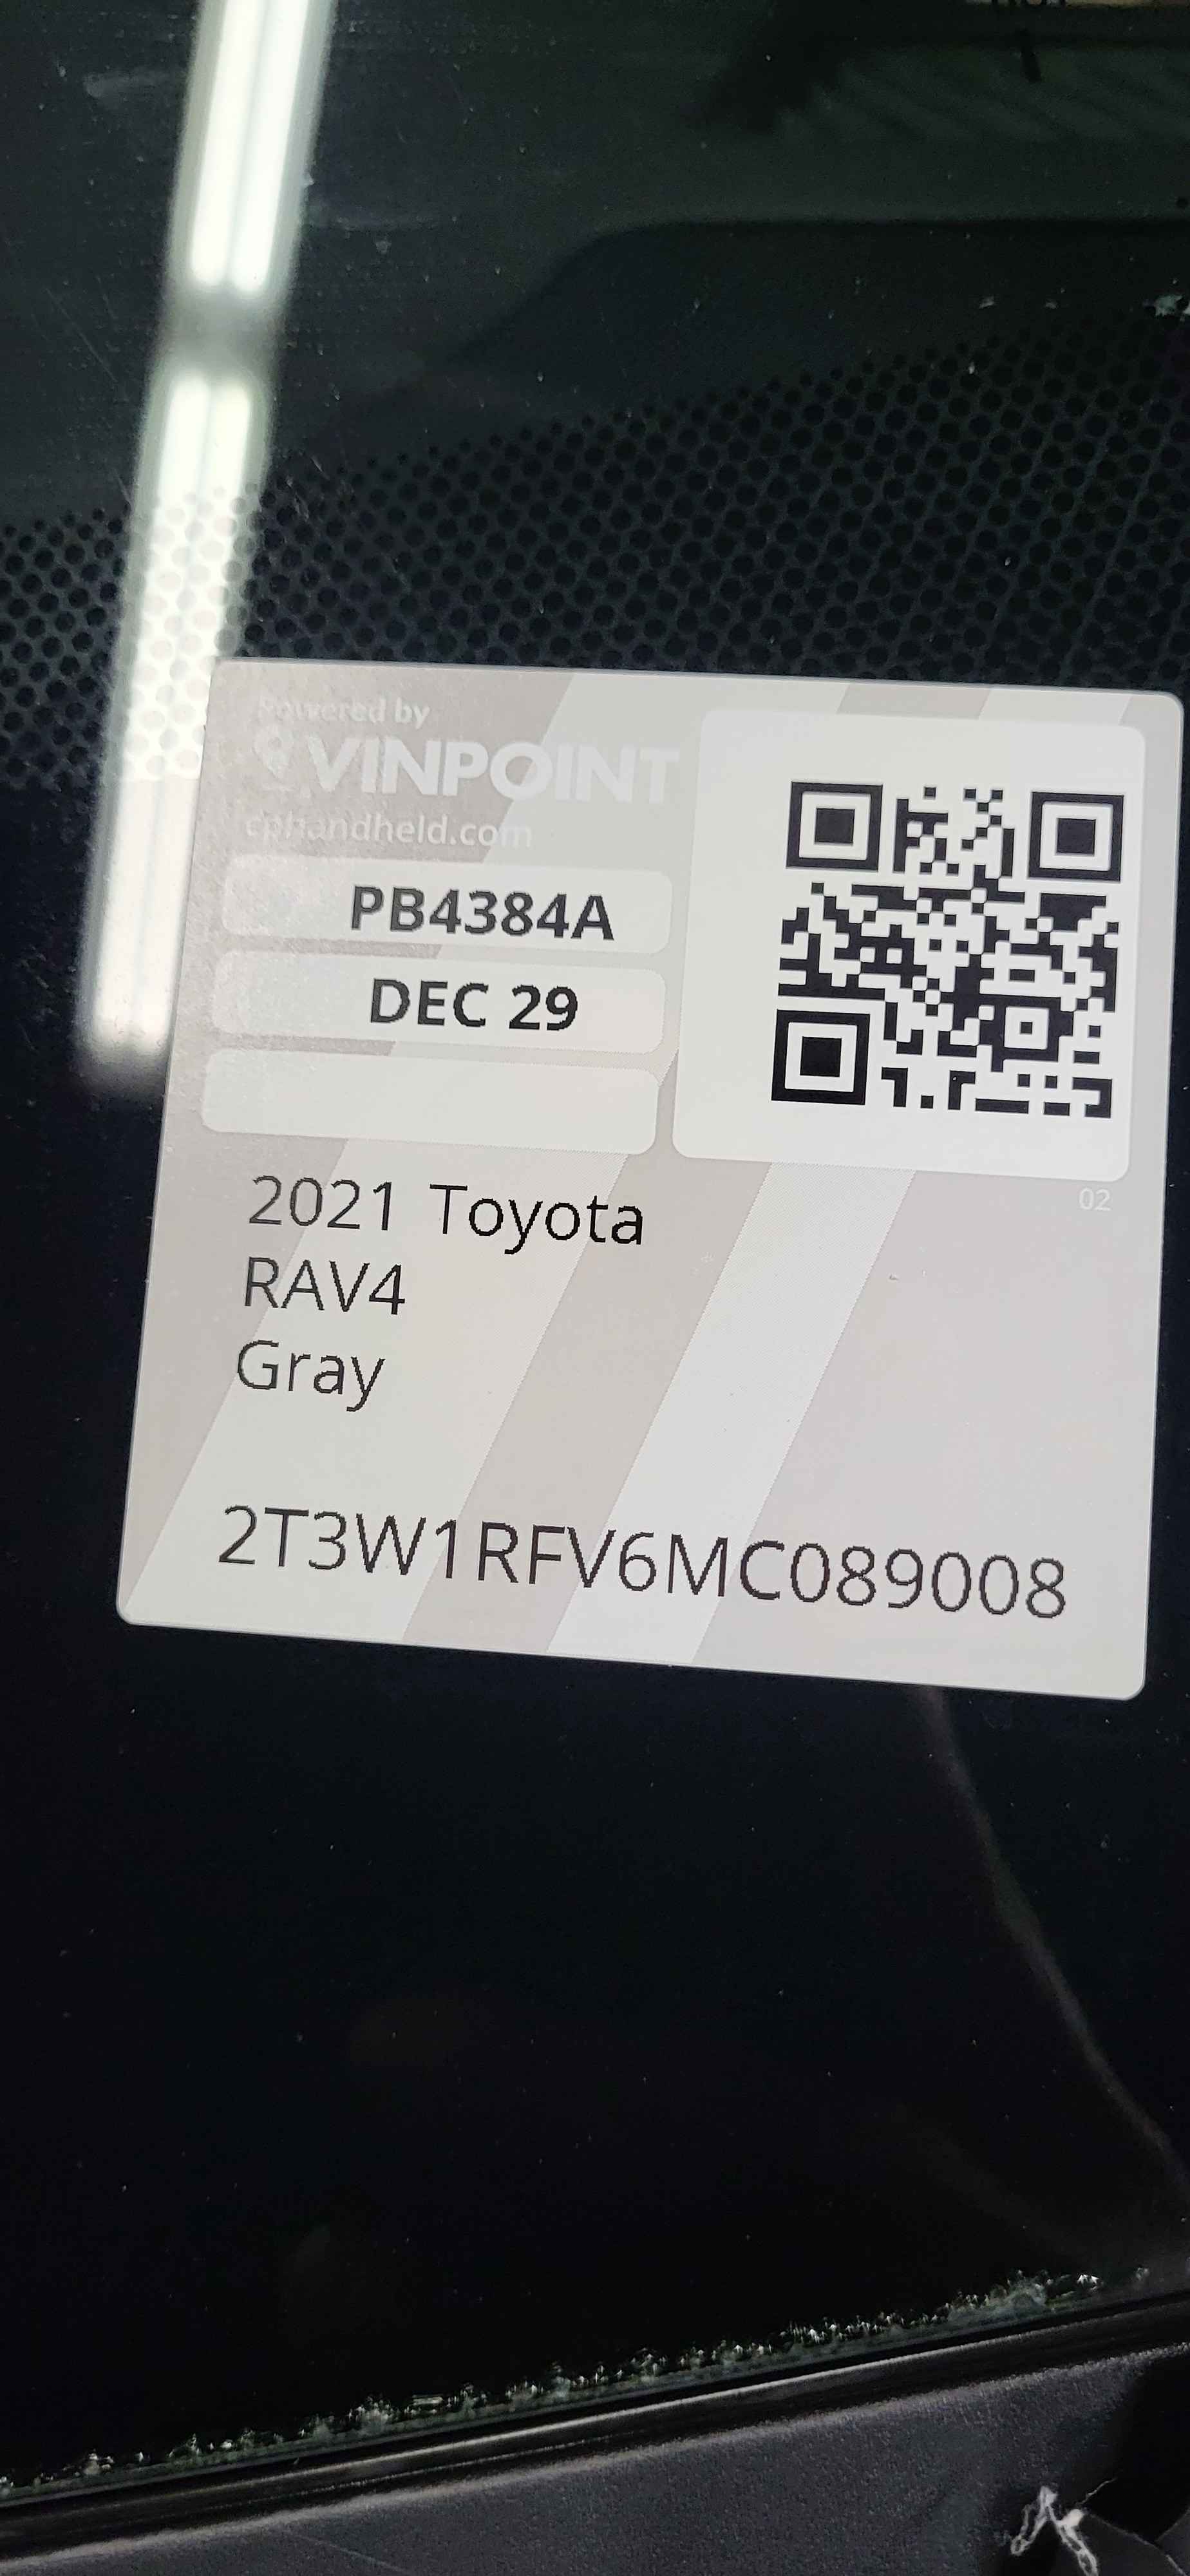 Powered by
VINPOINT
cphandheld.com
PB4384A
DEC 29
02
2021 Toyota
RAV4
Gray
2T3W1RFV6MC089008